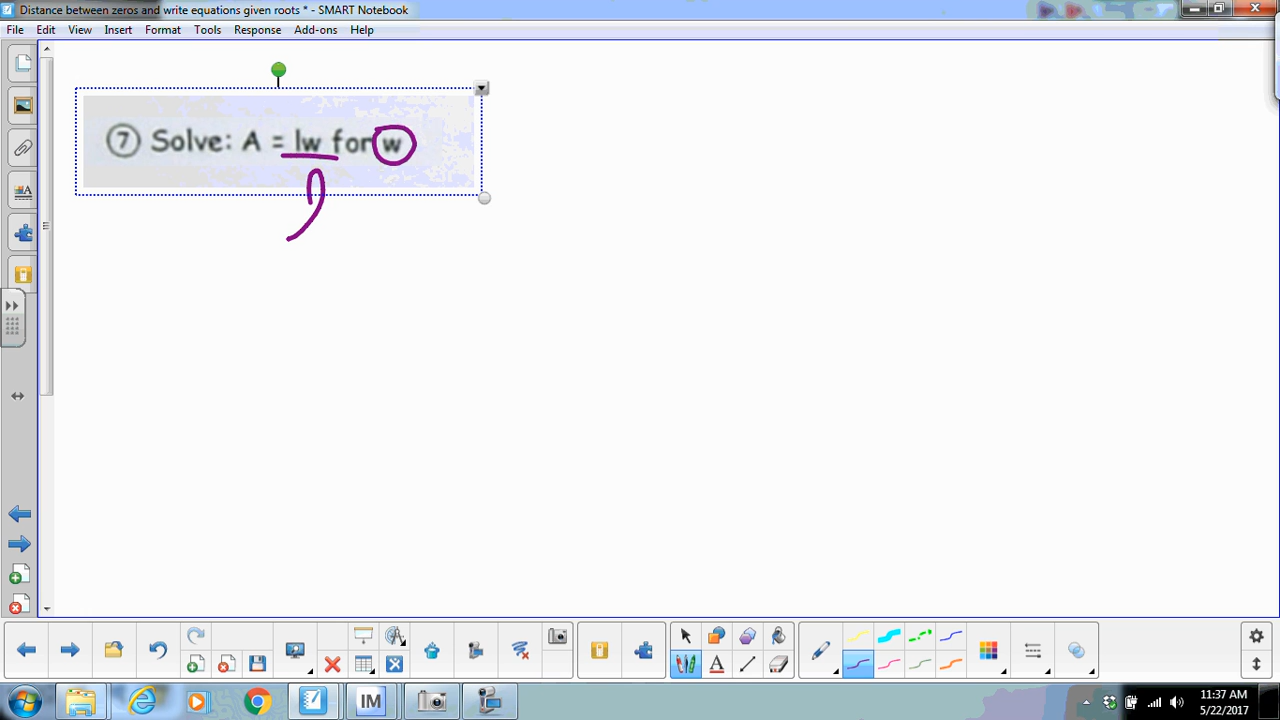 Distance between zeros and write equations given roots * - SMART Notebook
File Edit View Insert Format Tools Response Add-ons Help
7 Solve: A = lw for w
A
A
IM
11:37 AM
5/22/2017